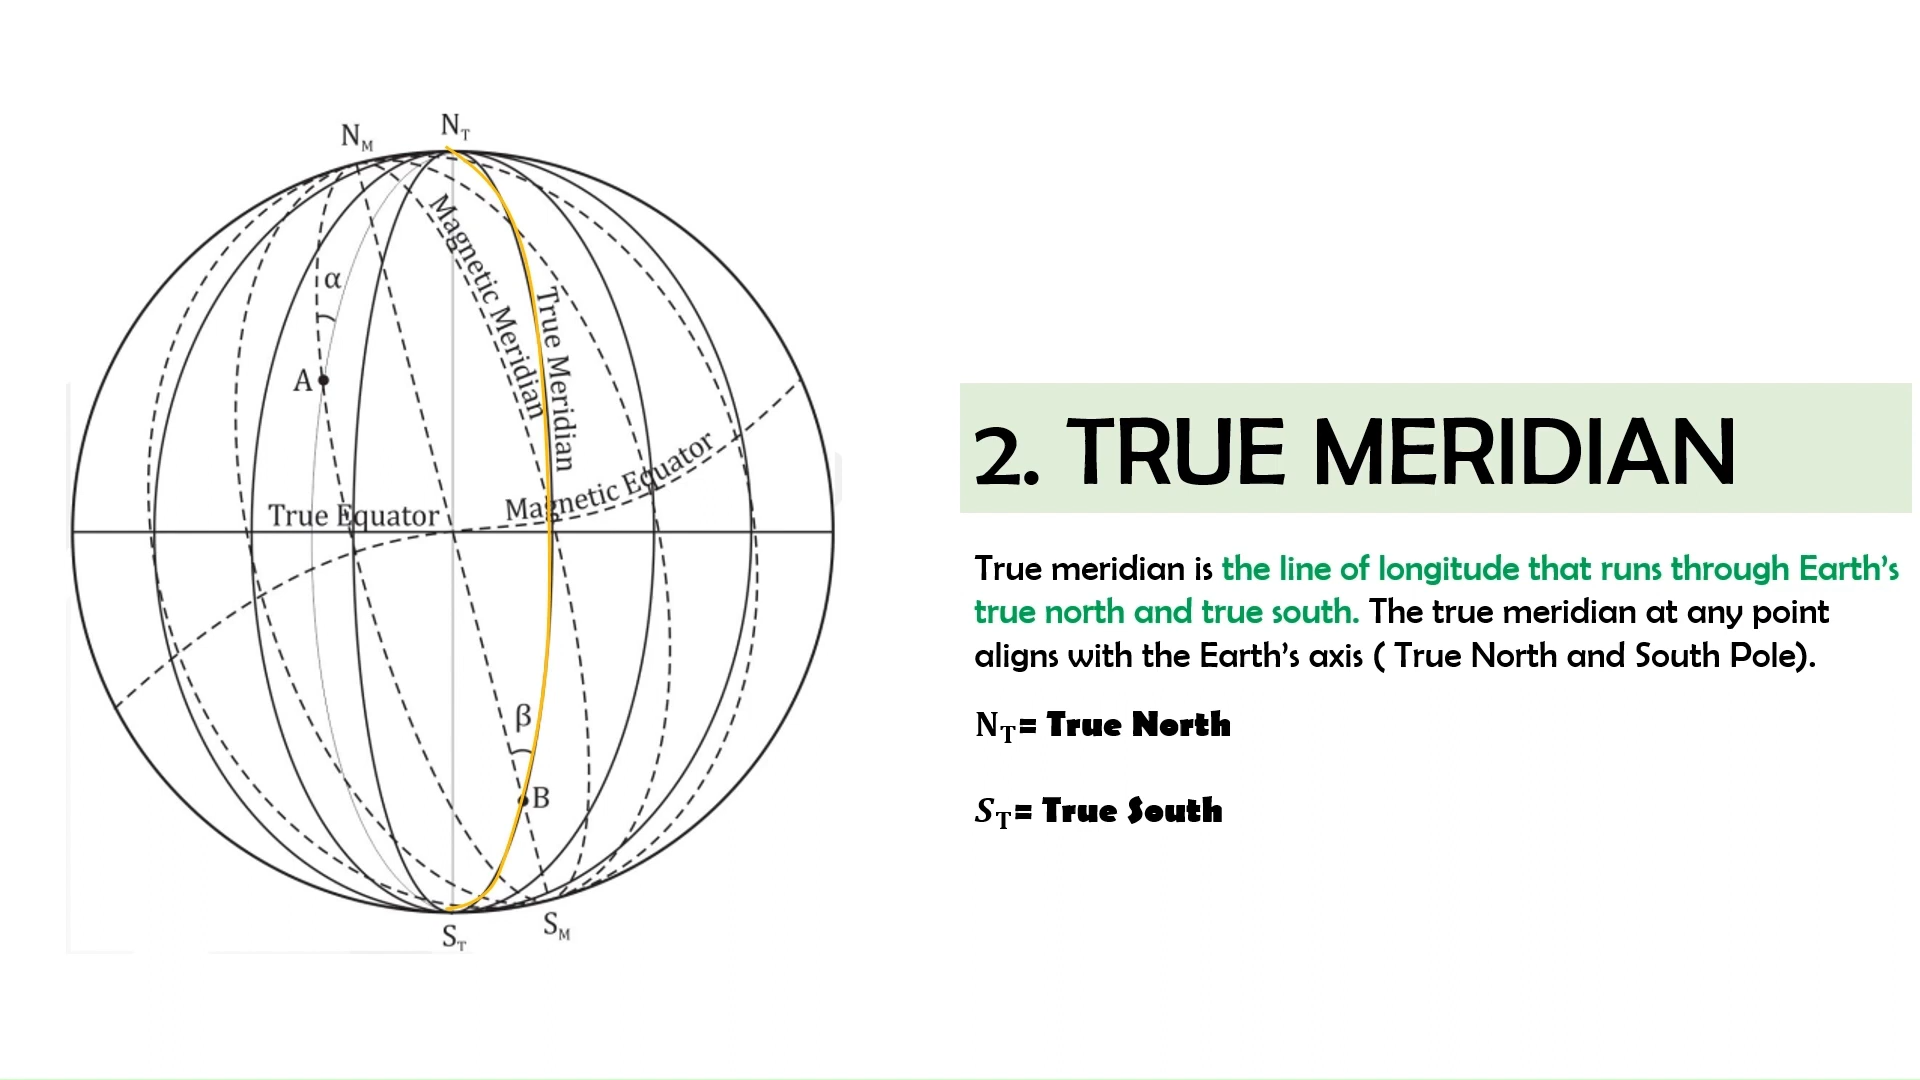 N_M
N_T
Magnetic Meridian
α
True Meridian
A
Magnetic Equator
True Equator
β
B
S_T
S_M
2. TRUE MERIDIAN
True meridian is the line of longitude that runs through Earth's
true north and true south. The true meridian at any point
aligns with the Earth's axis ( True North and South Pole).
N_T= True North
S_T= True South